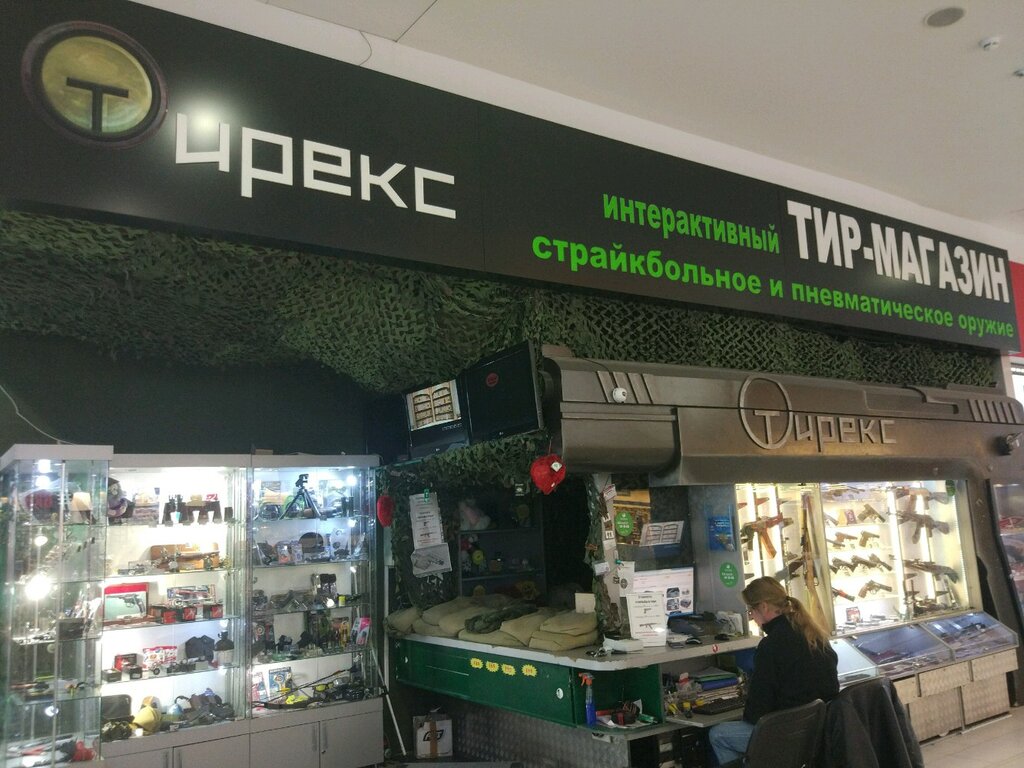 Тирекс
интерактивный ТИР-МАГАЗИН
страйкбольное и пневматическое оружие
Тирекс